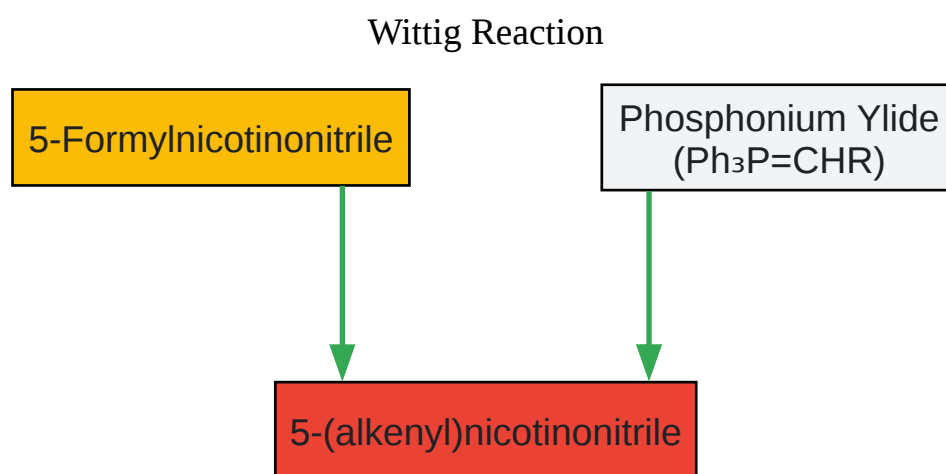 Wittig Reaction
5-Formylnicotinonitrile
Phosphonium Ylide
(Ph₃P=CHR)
5-(alkenyl)nicotinonitrile